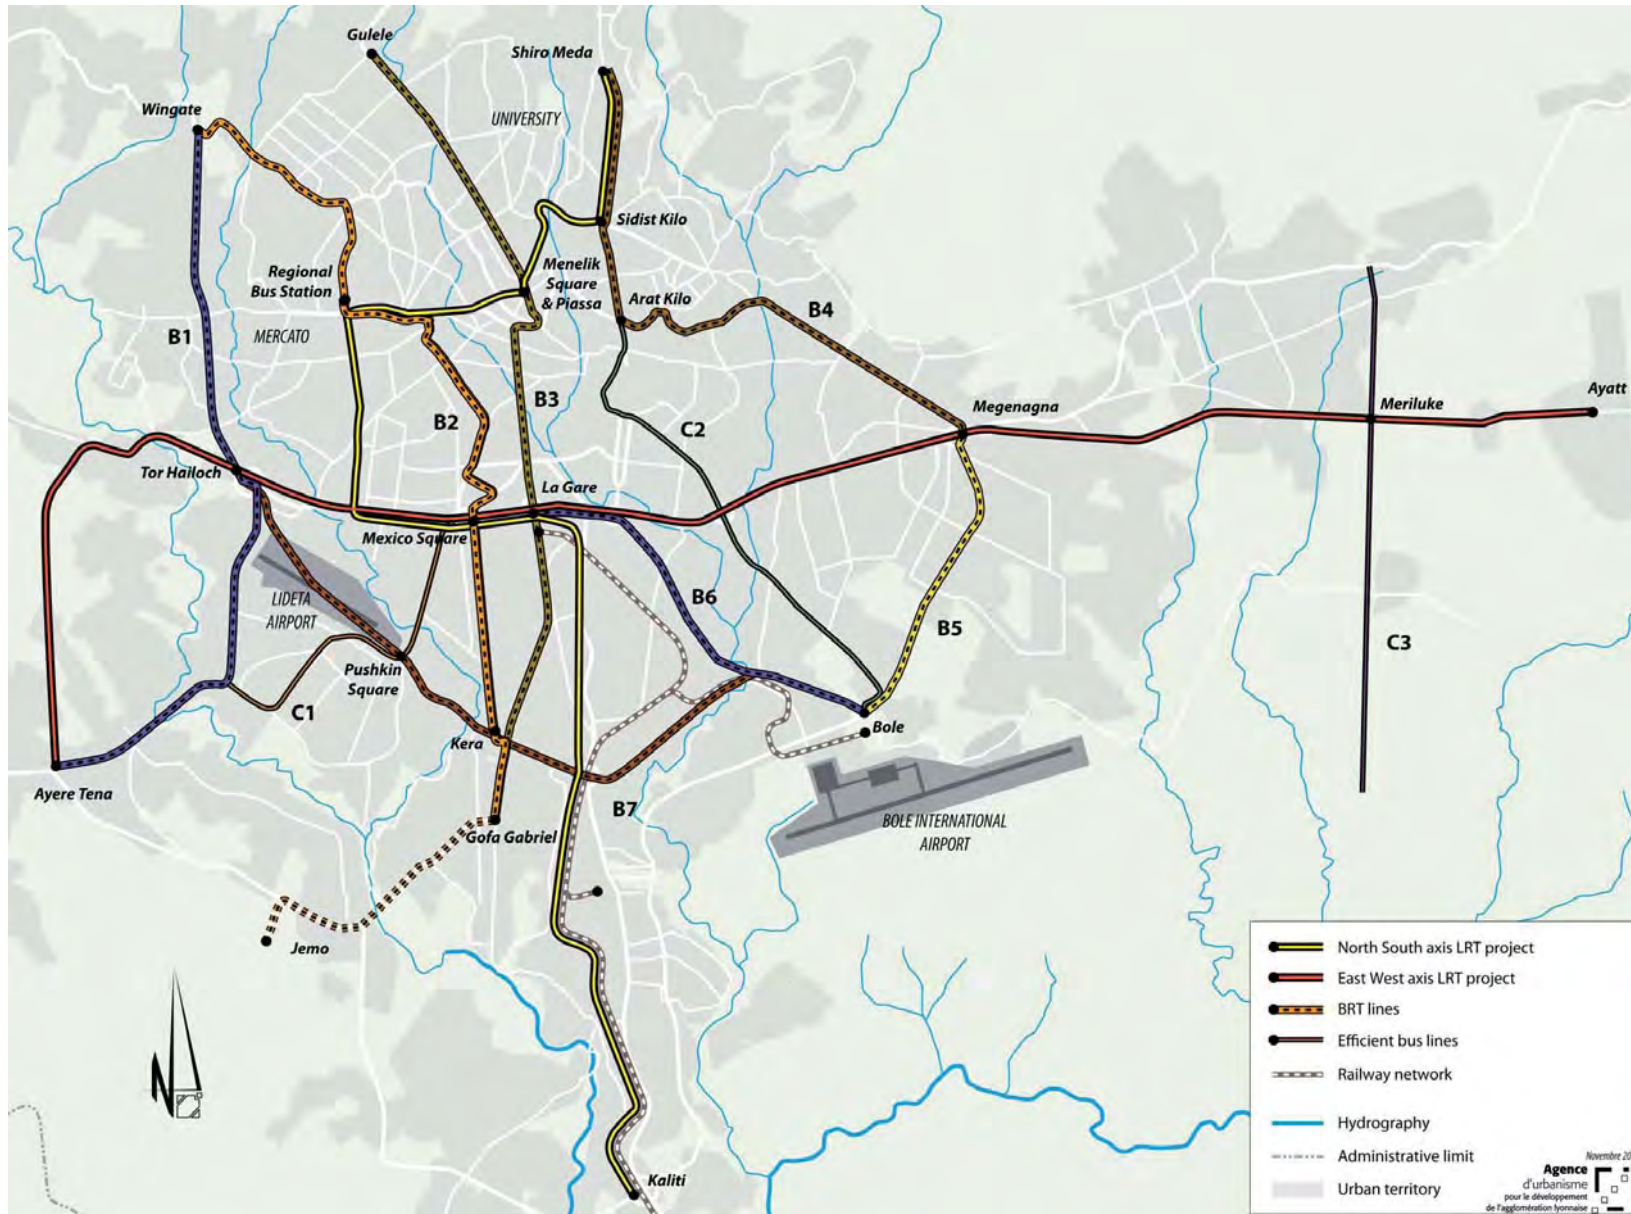 Gulele
Shiro Meda
Wingate
UNIVERSITY
Sidist Kilo
Regional
Bus Station
Menelik
Square
& Piassa
Arat Kilo
B4
B1
MERCATO
Ayatt
B3
Megenagna
Meriluke
B2
C2
Tor Hailoch
La Gare
Mexico Square
LIDETA
AIRPORT
B6
B5
C3
Pushkin
Square
C1
Kera
Bole
Ayere Tena
B7
Gofa Gabriel
BOLE INTERNATIONAL
AIRPORT
Jemo
N
Kaliti
North South axis LRT project
East West axis LRT project
BRT lines
Efficient bus lines
Railway network
Hydrography
Administrative limit
Urban territory
Novembre 20
Agence
d'urbanisme
pour le développement
de l'agglomération lyonnaise